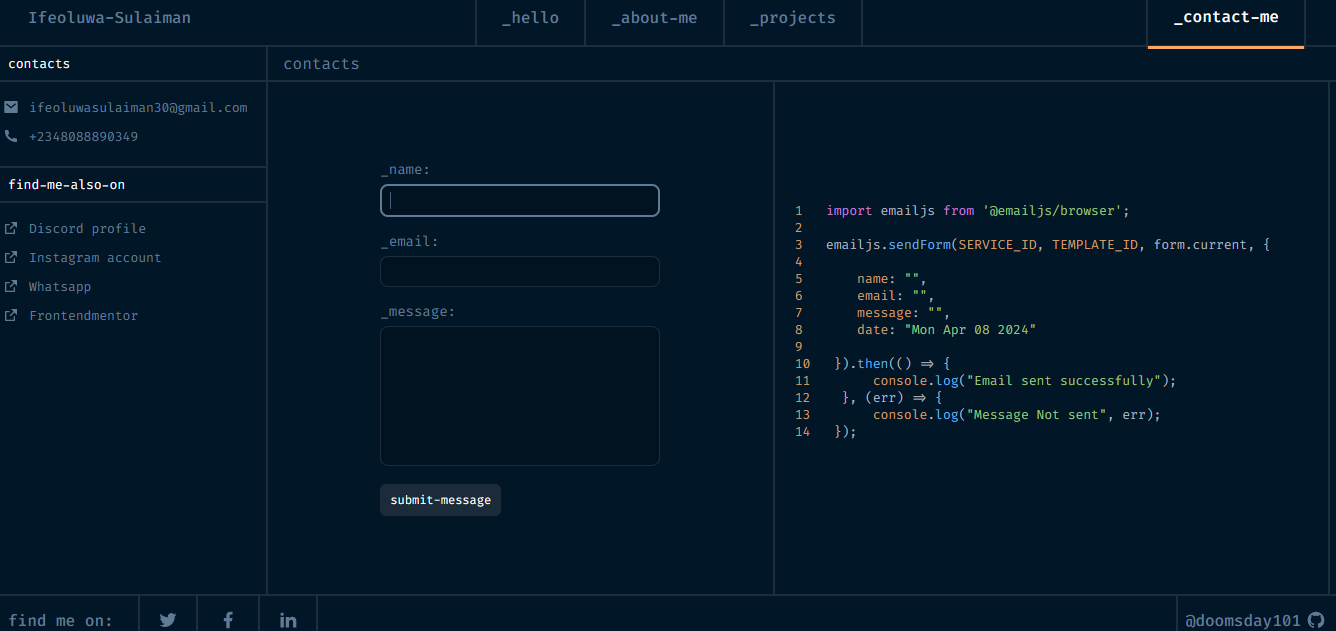 Ifeoluwa-Sulaiman
_hello
_about-me
_projects
_contact-me
contacts
ifeoluwasulaiman30@gmail.com
+2348088890349
find-me-also-on
Discord profile
Instagram account
Whatsapp
Frontendmentor
contacts
_name:
_email:
_message:
submit-message
1 import emailjs from '@emailjs/browser';
2
3 emailjs.sendForm(SERVICE_ID, TEMPLATE_ID, form.current, {
4
5 name: "",
6 email: "",
7 message: "",
8 date: "Mon Apr 08 2024"
9
10 }).then(() => {
11 console.log("Email sent successfully");
12 }, (err) => {
13 console.log("Message Not sent", err);
14 });
find me on:
@doomsday101